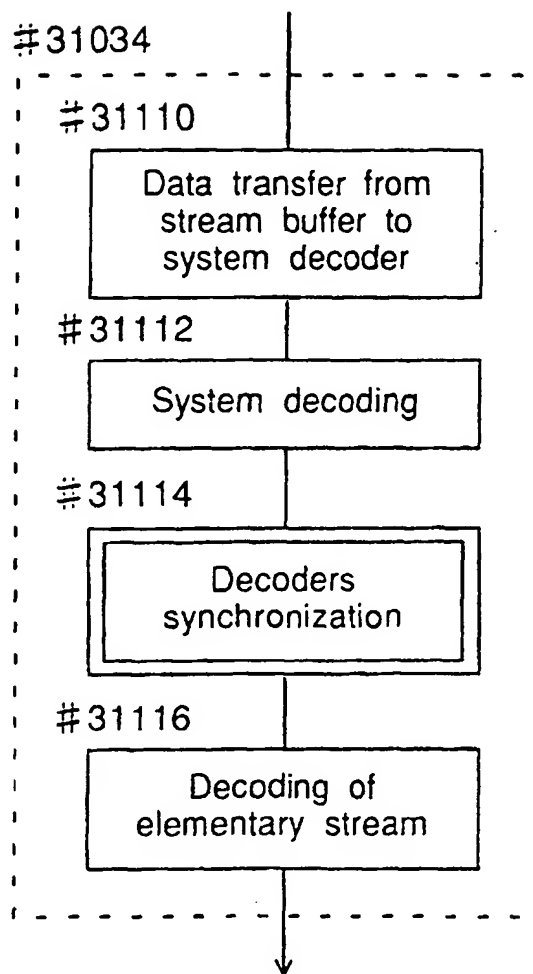 #31034
#31110
Data transfer from
stream buffer to
system decoder
#31112
System decoding
#31114
Decoders
synchronization
#31116
Decoding of
elementary stream